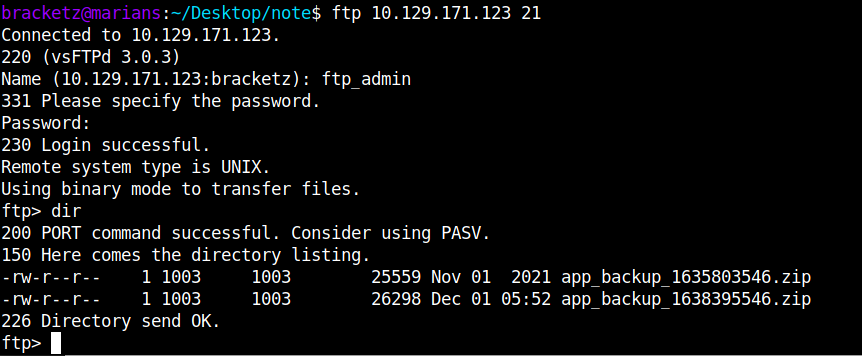 bracketz@marians:~/Desktop/note$ ftp 10.129.171.123 21
Connected to 10.129.171.123.
220 (vsFTPd 3.0.3)
Name (10.129.171.123:bracketz): ftp_admin
331 Please specify the password.
Password:
230 Login successful.
Remote system type is UNIX.
Using binary mode to transfer files.
ftp> dir
200 PORT command successful. Consider using PASV.
150 Here comes the directory listing.
-rw-r--r--    1 1003     1003        25559 Nov 01  2021 app_backup_1635803546.zip
-rw-r--r--    1 1003     1003        26298 Dec 01 05:52 app_backup_1638395546.zip
226 Directory send OK.
ftp>